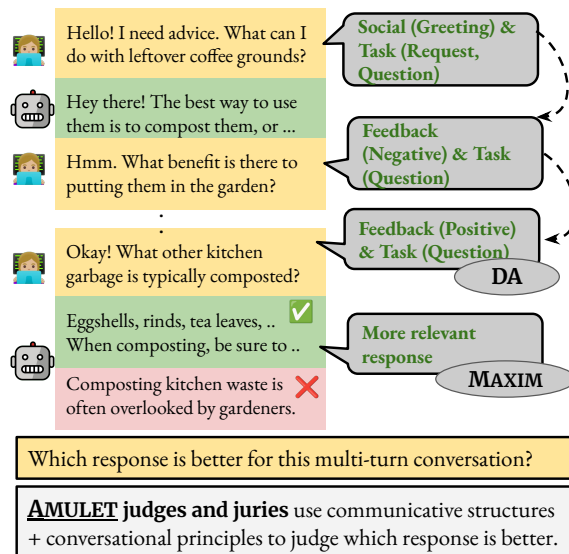 Hello! I need advice. What can I
do with leftover coffee grounds?
Social (Greeting) &
Task (Request,
Question)
Hey there! The best way to use
them is to compost them, or ...
Hmm. What benefit is there to
putting them in the garden?
Feedback
(Negative) & Task
(Question)
.
.
Okay! What other kitchen
garbage is typically composted?
Feedback (Positive)
& Task (Question)
DA
Eggshells, rinds, tea leaves, ..
When composting, be sure to ..
More relevant
response
MAXIM
Composting kitchen waste is
often overlooked by gardeners.
Which response is better for this multi-turn conversation?
AMULET judges and juries use communicative structures
+ conversational principles to judge which response is better.